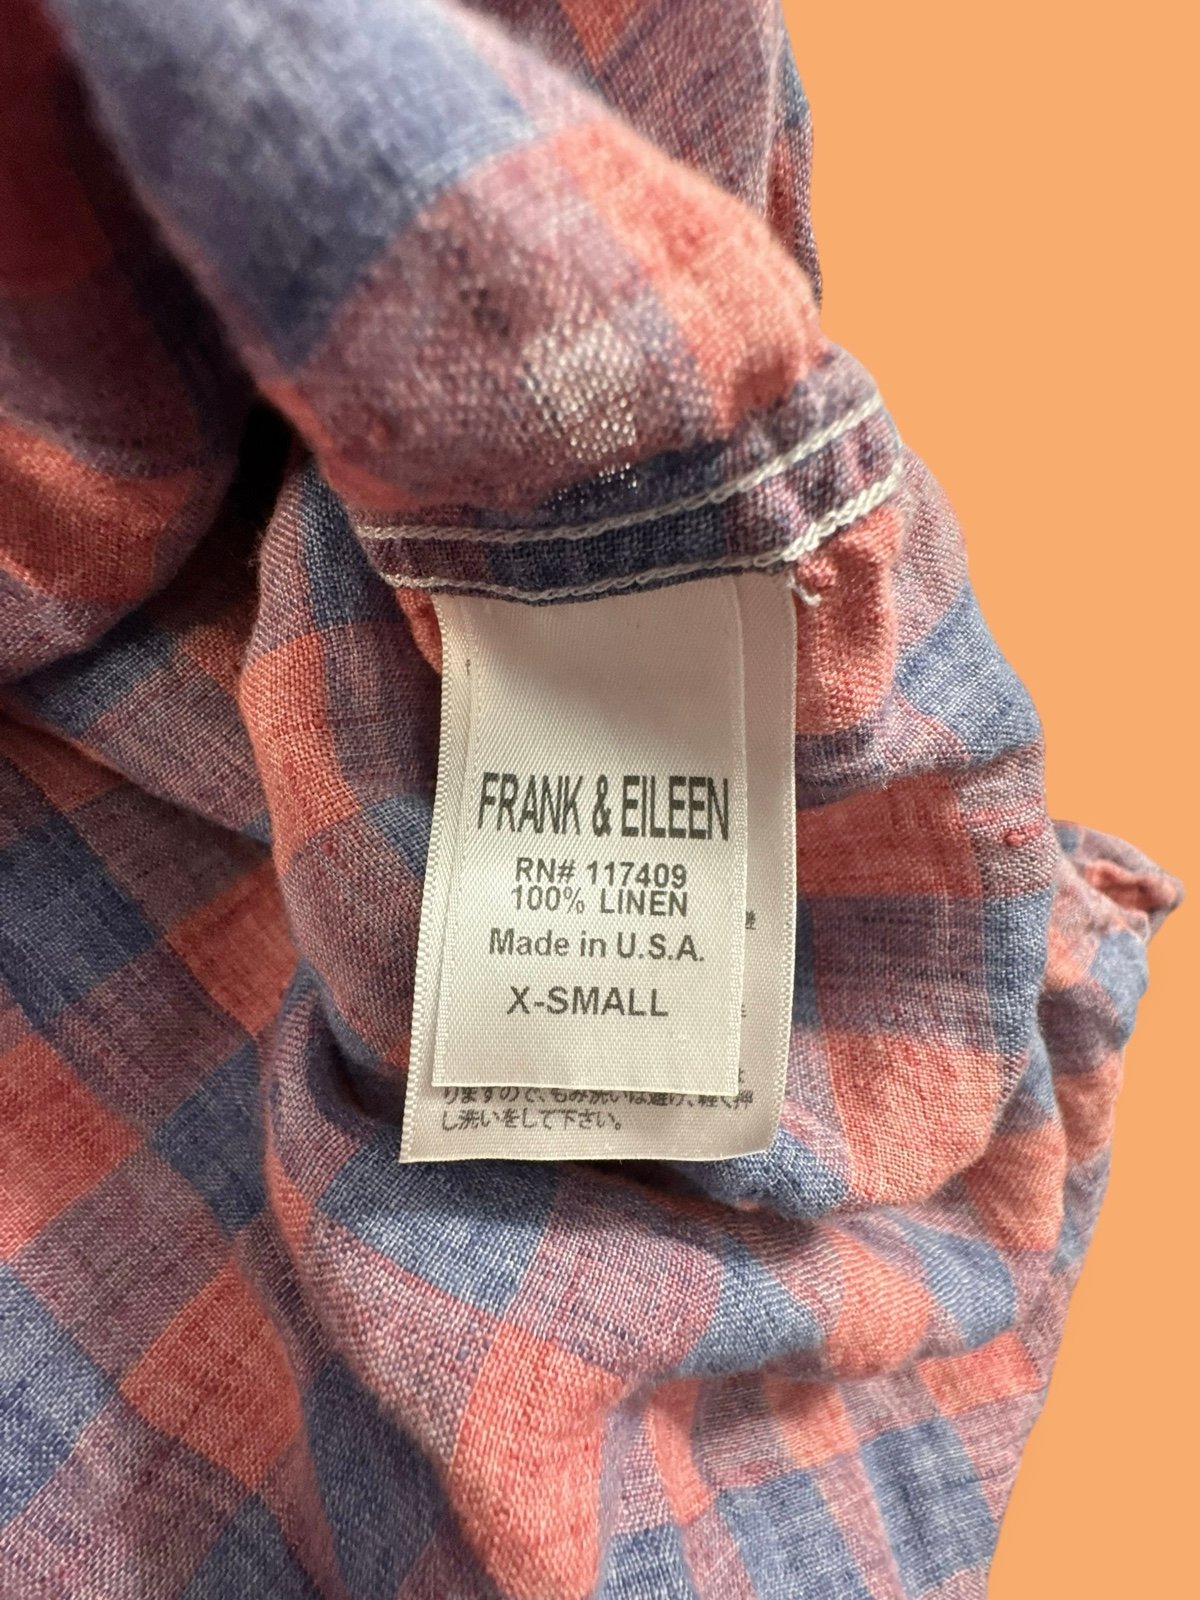 FRANK & EILEEN
RN# 117409
100% LINEN
Made in U.S.A.
X-SMALL
りますので、もみ洗いは避け、軽く押
し洗いをして下さい。